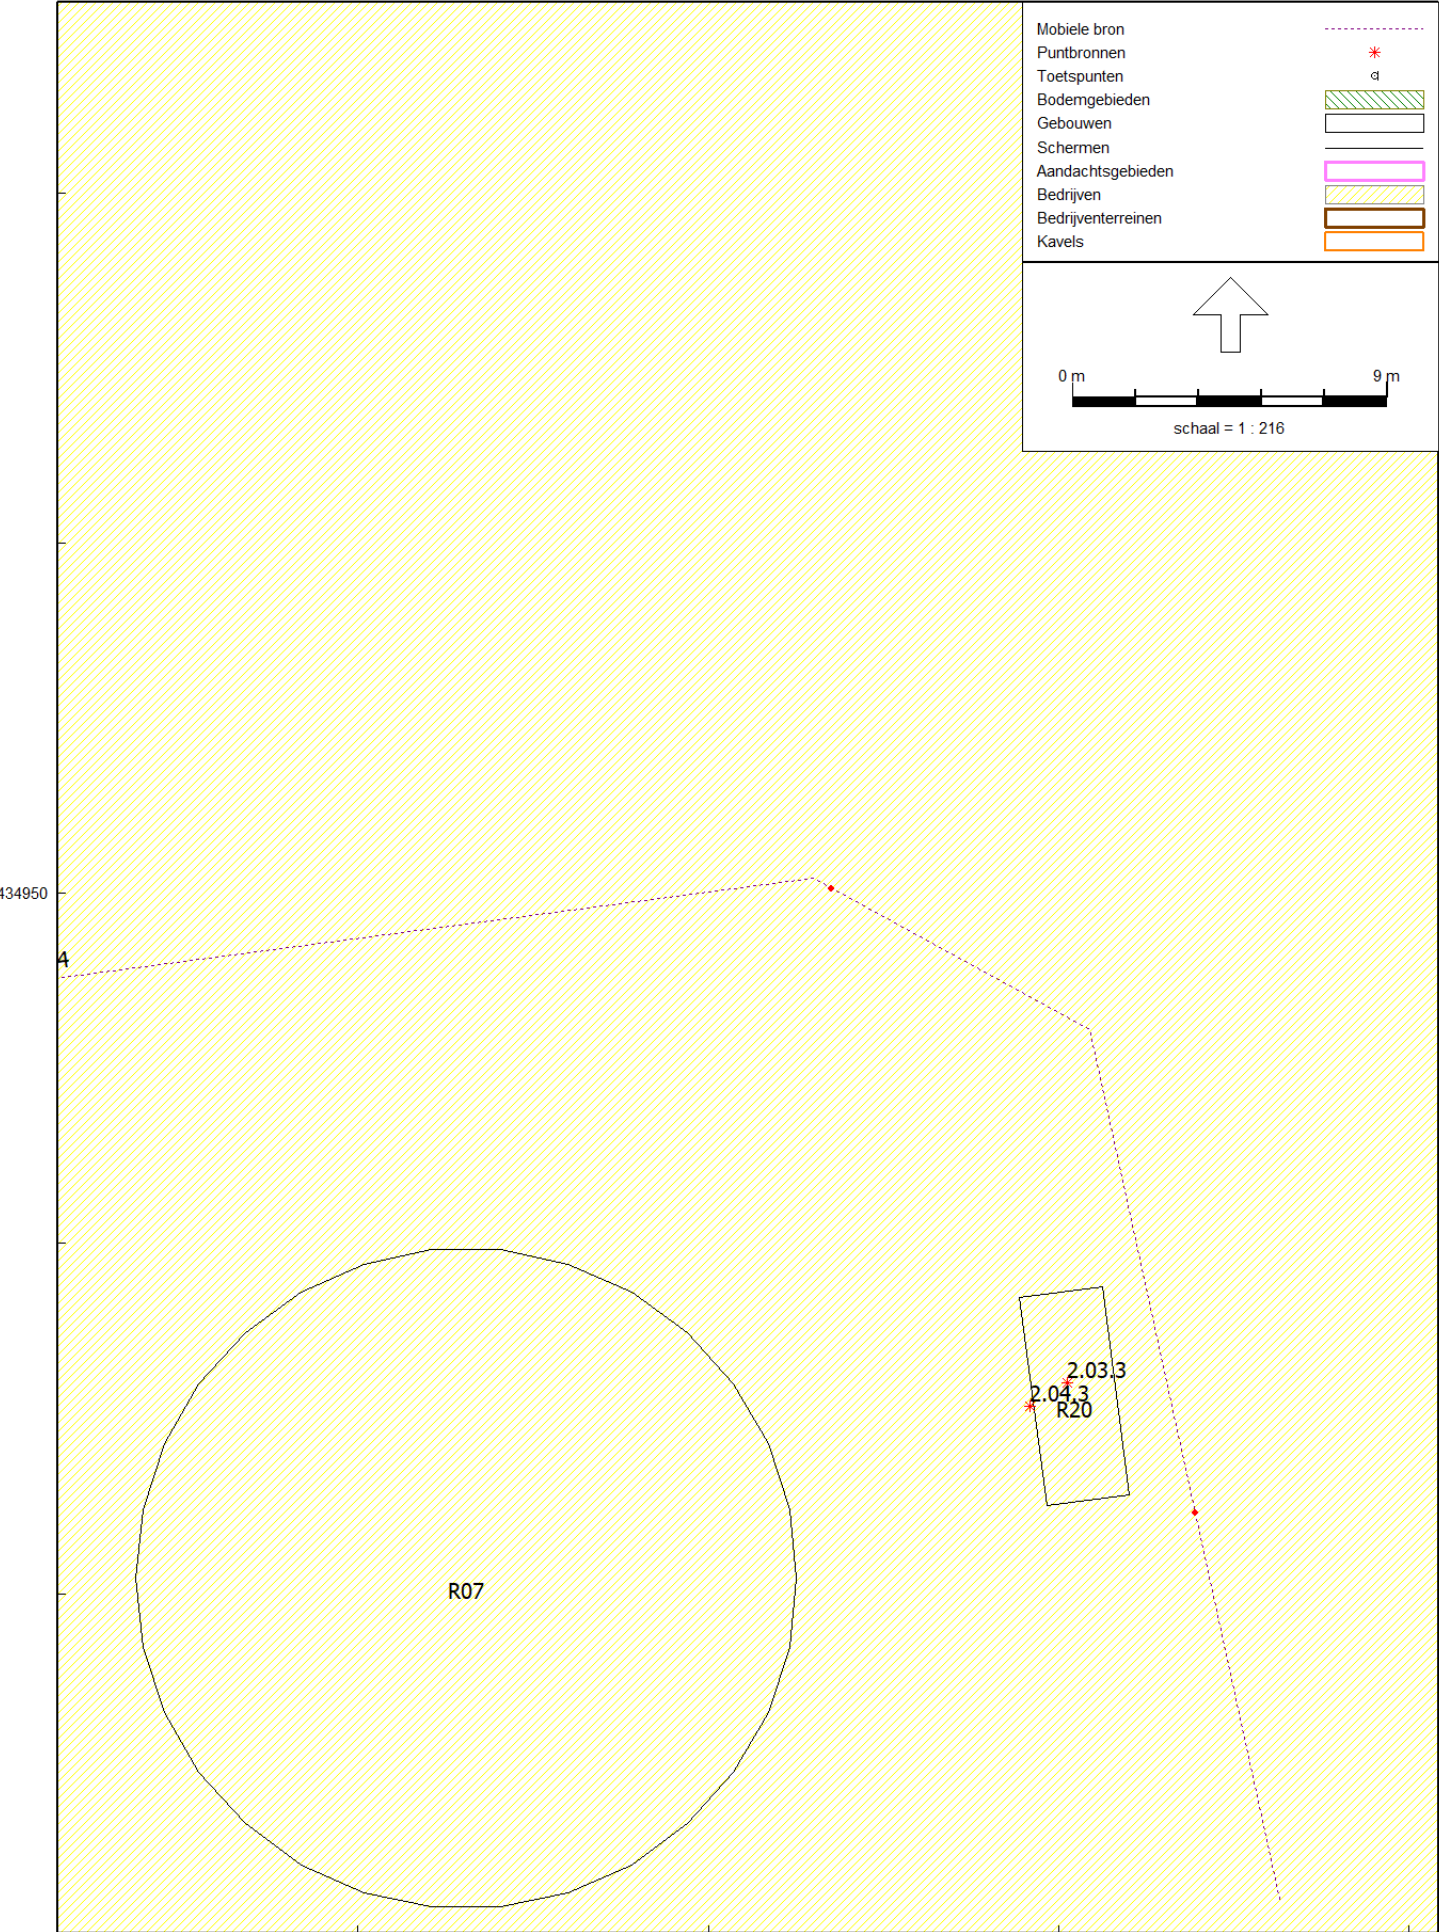 Mobiele bron
Puntbronnen
Toetspunten
Bodemgebieden
Gebouwen
Schermen
Aandachtsgebieden
Bedrijven
Bedrijventerreinen
Kavels
0 m 9 m
schaal = 1 : 216
434950
4
2.03.3
2.04.3
R20
R07